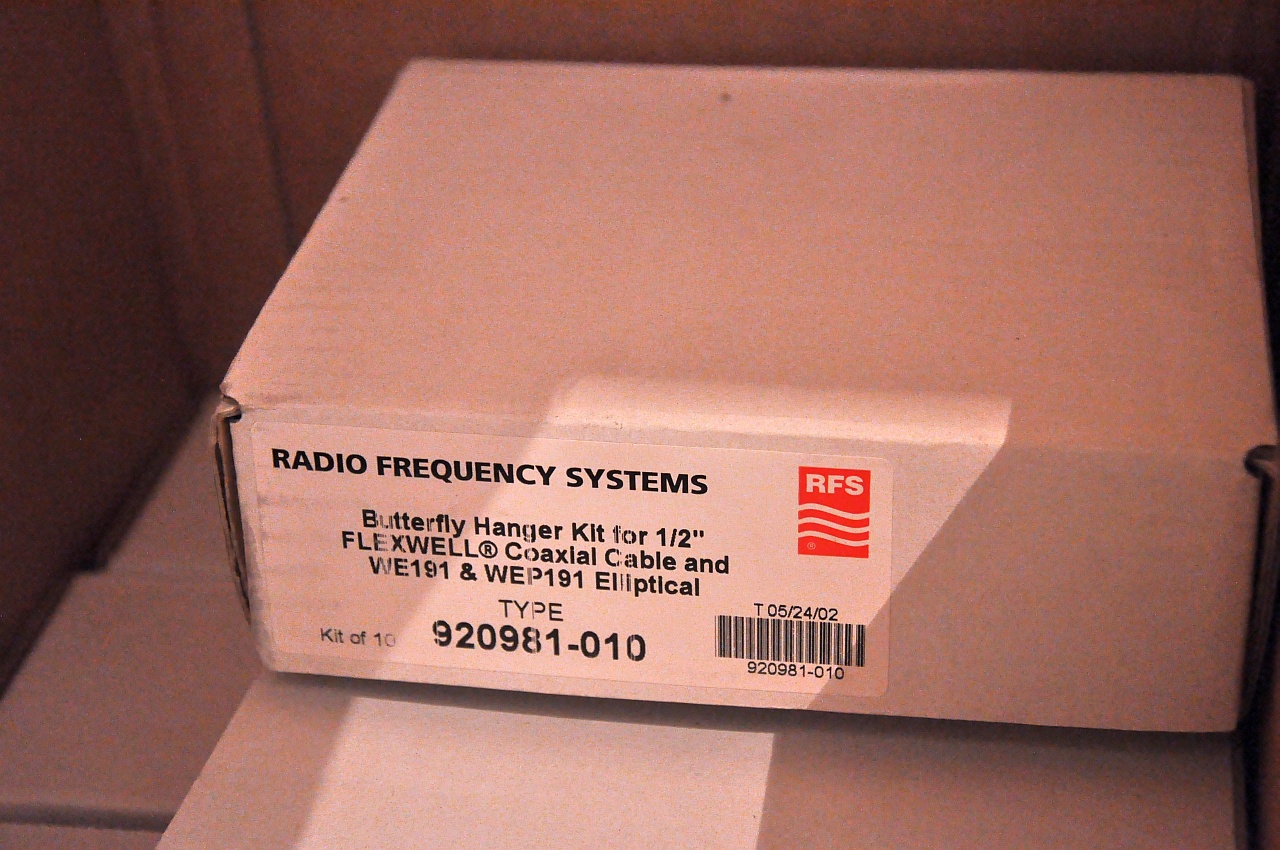 RADIO FREQUENCY SYSTEMS
RFS
®
Butterfly Hanger Kit for 1/2"
FLEXWELL® Coaxial Cable and
WE191 & WEP191 Elliptical
TYPE
Kit of 10 920981-010
T 05/24/02
920981-010